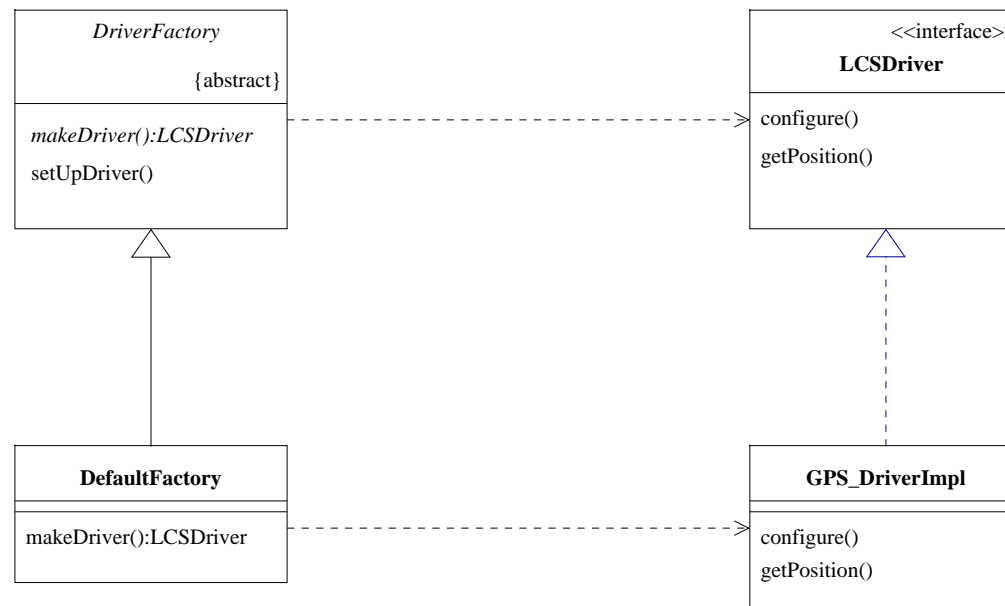 DriverFactory
{abstract}
makeDriver():LCSDriver
setUpDriver()
<<interface>>
LCSDriver
configure()
getPosition()
DefaultFactory
makeDriver():LCSDriver
GPS_DriverImpl
configure()
getPosition()